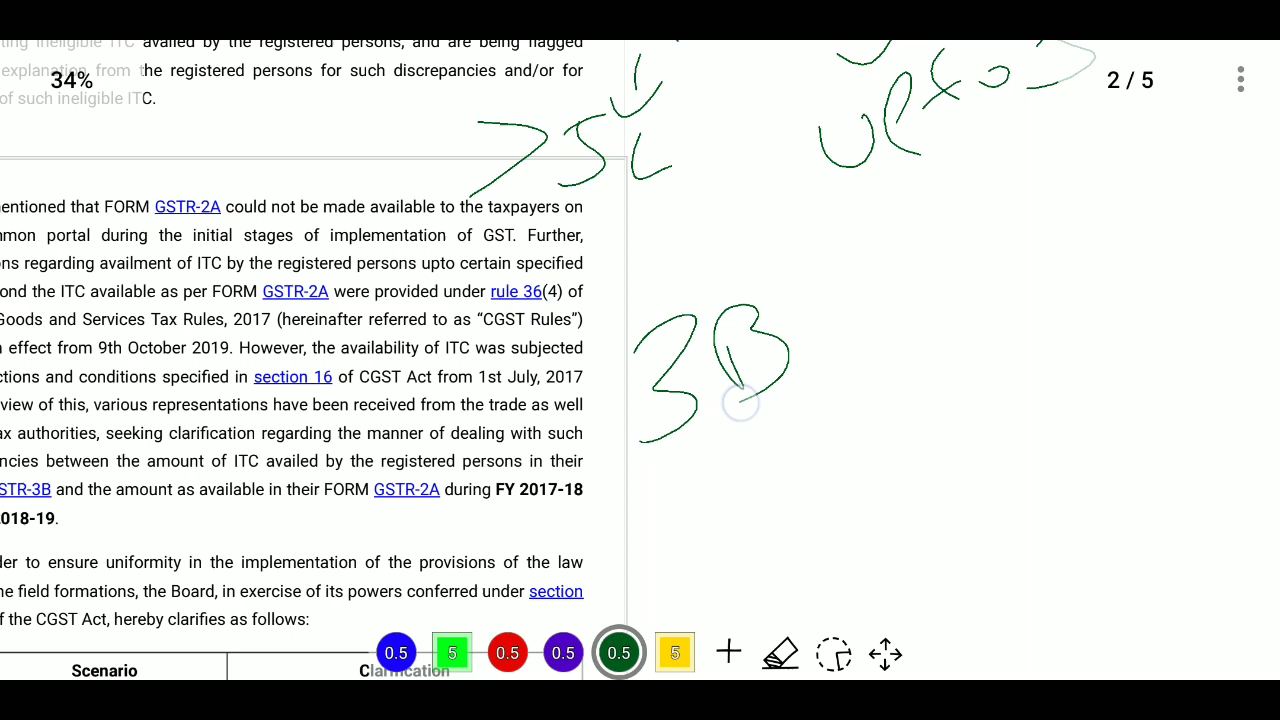 ting ineligible ITC availed by the registered persons, and are being flagged
34%
explanation from the registered persons for such discrepancies and/or for
2 / 5
of such ineligible ITC.
>5L
entioned that FORM GSTR-2A could not be made available to the taxpayers on
mmon portal during the initial stages of implementation of GST. Further,
ons regarding availment of ITC by the registered persons upto certain specified
ond the ITC available as per FORM GSTR-2A were provided under rule 36(4) of
Goods and Services Tax Rules, 2017 (hereinafter referred to as “CGST Rules”)
effect from 9th October 2019. However, the availability of ITC was subjected
ctions and conditions specified in section 16 of CGST Act from 1st July, 2017
3B
view of this, various representations have been received from the trade as well
ax authorities, seeking clarification regarding the manner of dealing with such
ncies between the amount of ITC availed by the registered persons in their
STR-3B and the amount as available in their FORM GSTR-2A during FY 2017-18
2018-19.
der to ensure uniformity in the implementation of the provisions of the law
he field formations, the Board, in exercise of its powers conferred under section
f the CGST Act, hereby clarifies as follows:
0.5 5 0.5 0.5 0.5 5
Scenario Clarification